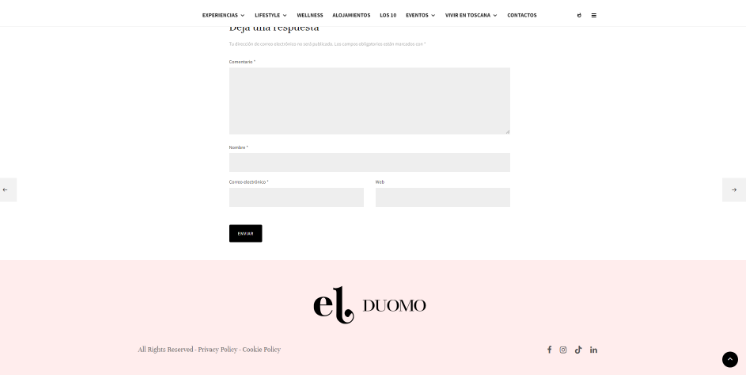 EXPERIENCIAS LIFESTYLE WELLNESS ALOJAMIENTOS LOS 10 EVENTOS VIVIR EN TOSCANA CONTACTOS
Deja una respuesta
Tu dirección de correo electrónico no será publicada. Los campos obligatorios están marcados con *
Comentario *
Nombre *
Correo electrónico * Web
ENVIAR
el DUOMO
All Rights Reserved - Privacy Policy - Cookie Policy